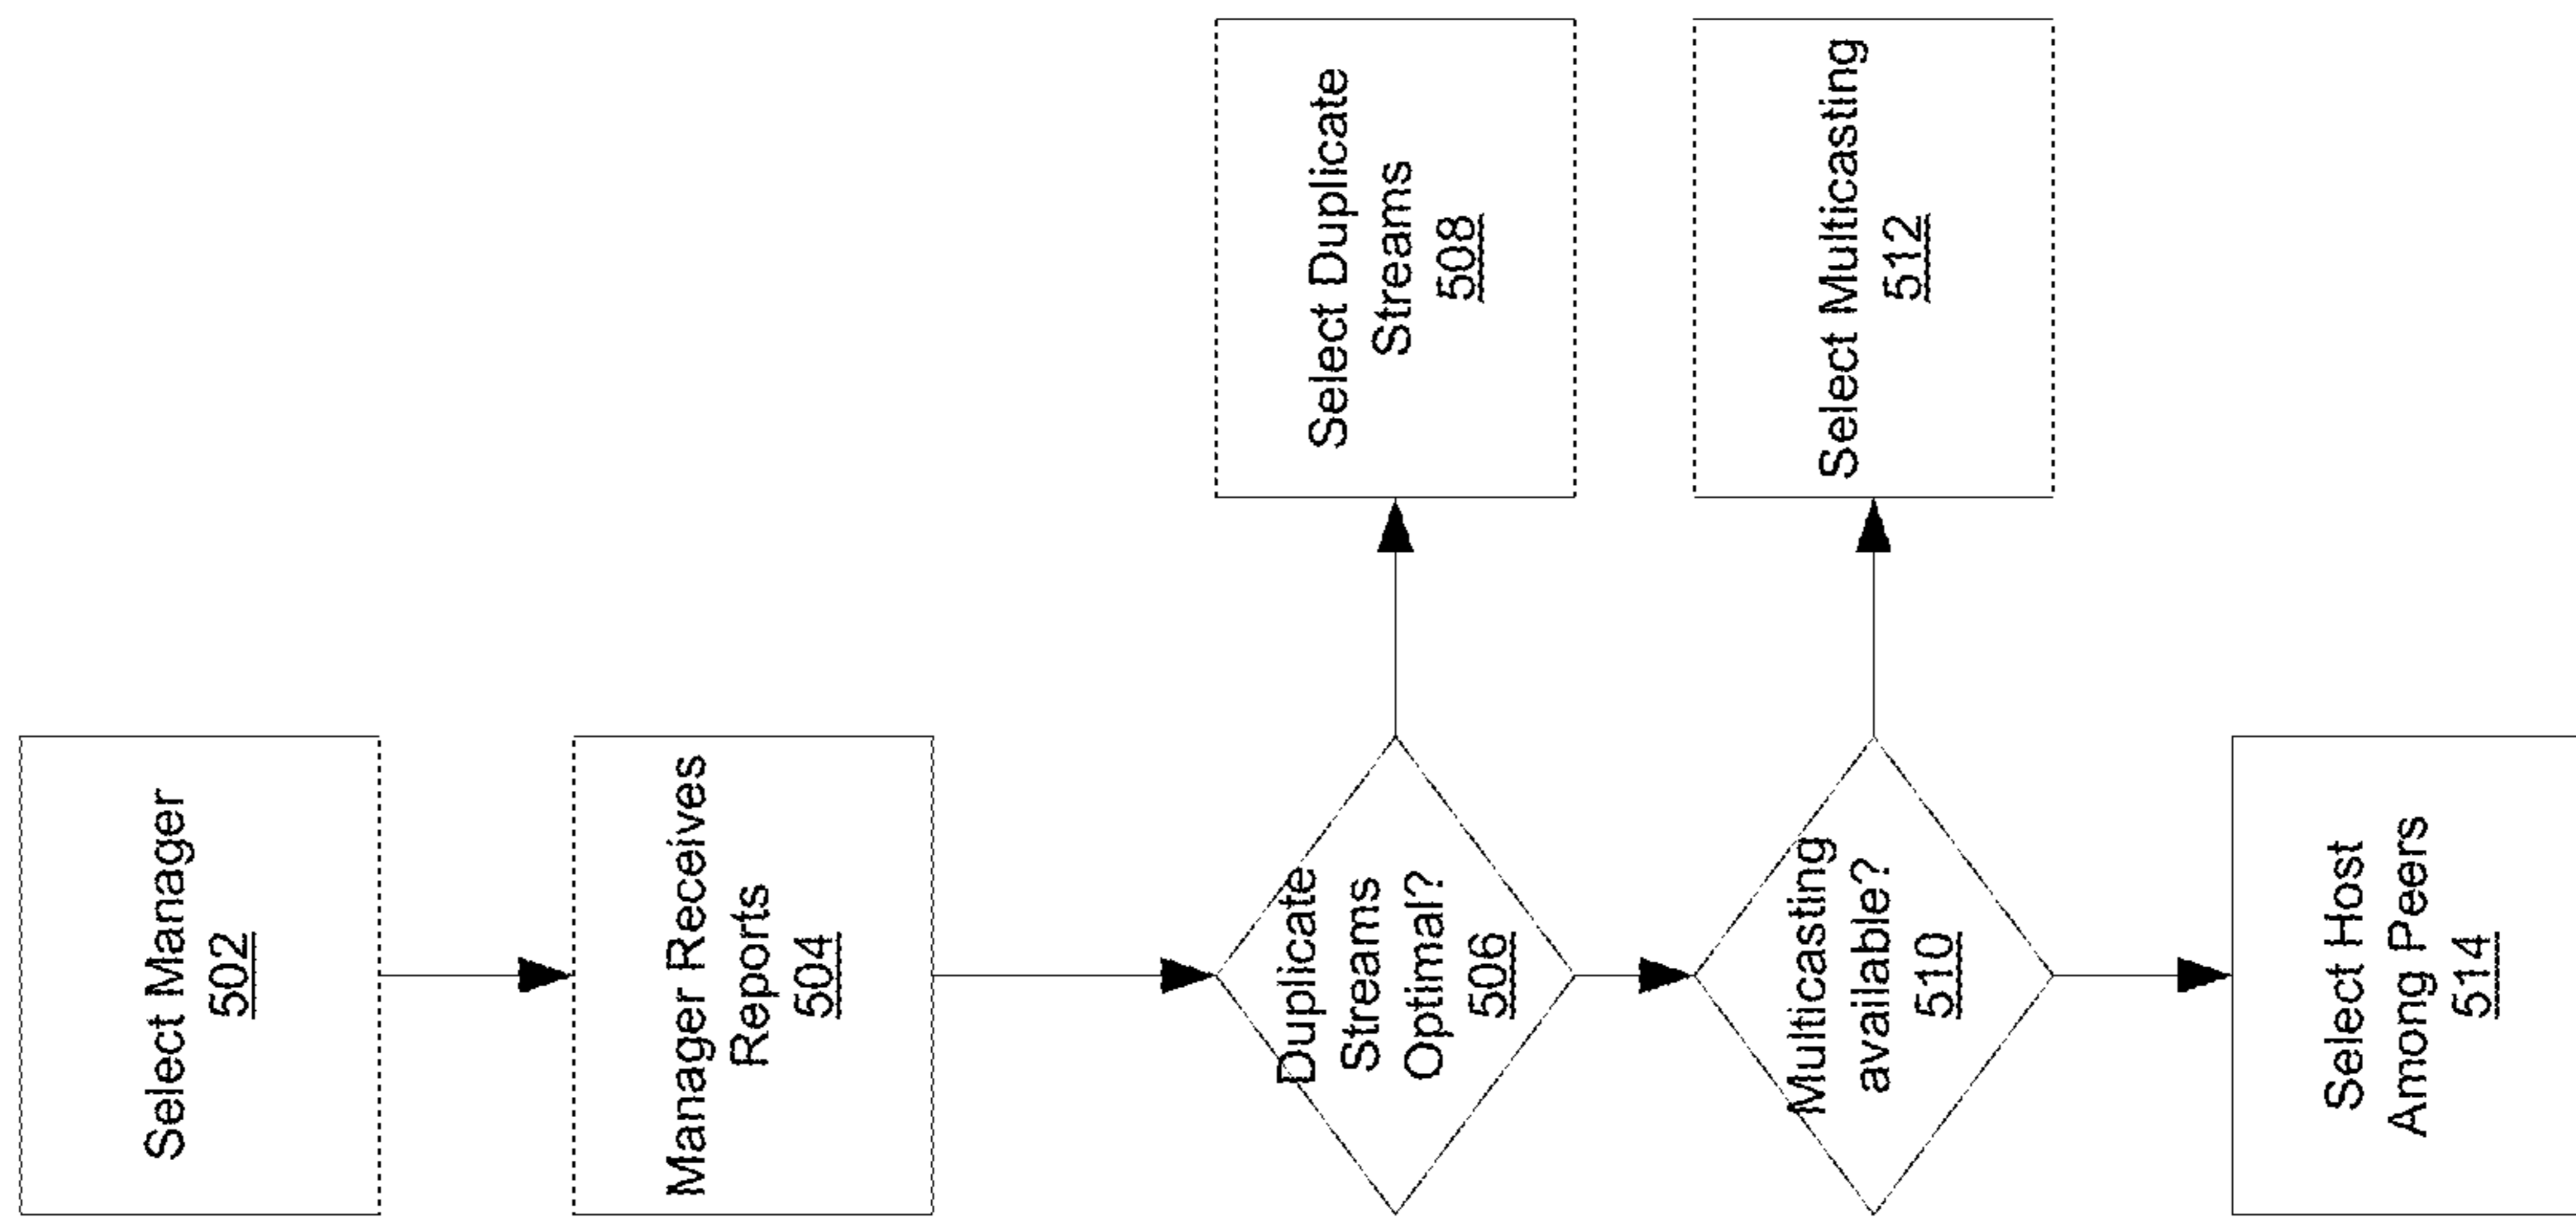 Select Manager
502
Manager Receives
Reports
504
Duplicate
Streams
Optimal?
506
Select Duplicate
Streams
508
Multicasting
available?
510
Select Multicasting
512
Select Host
Among Peers
514